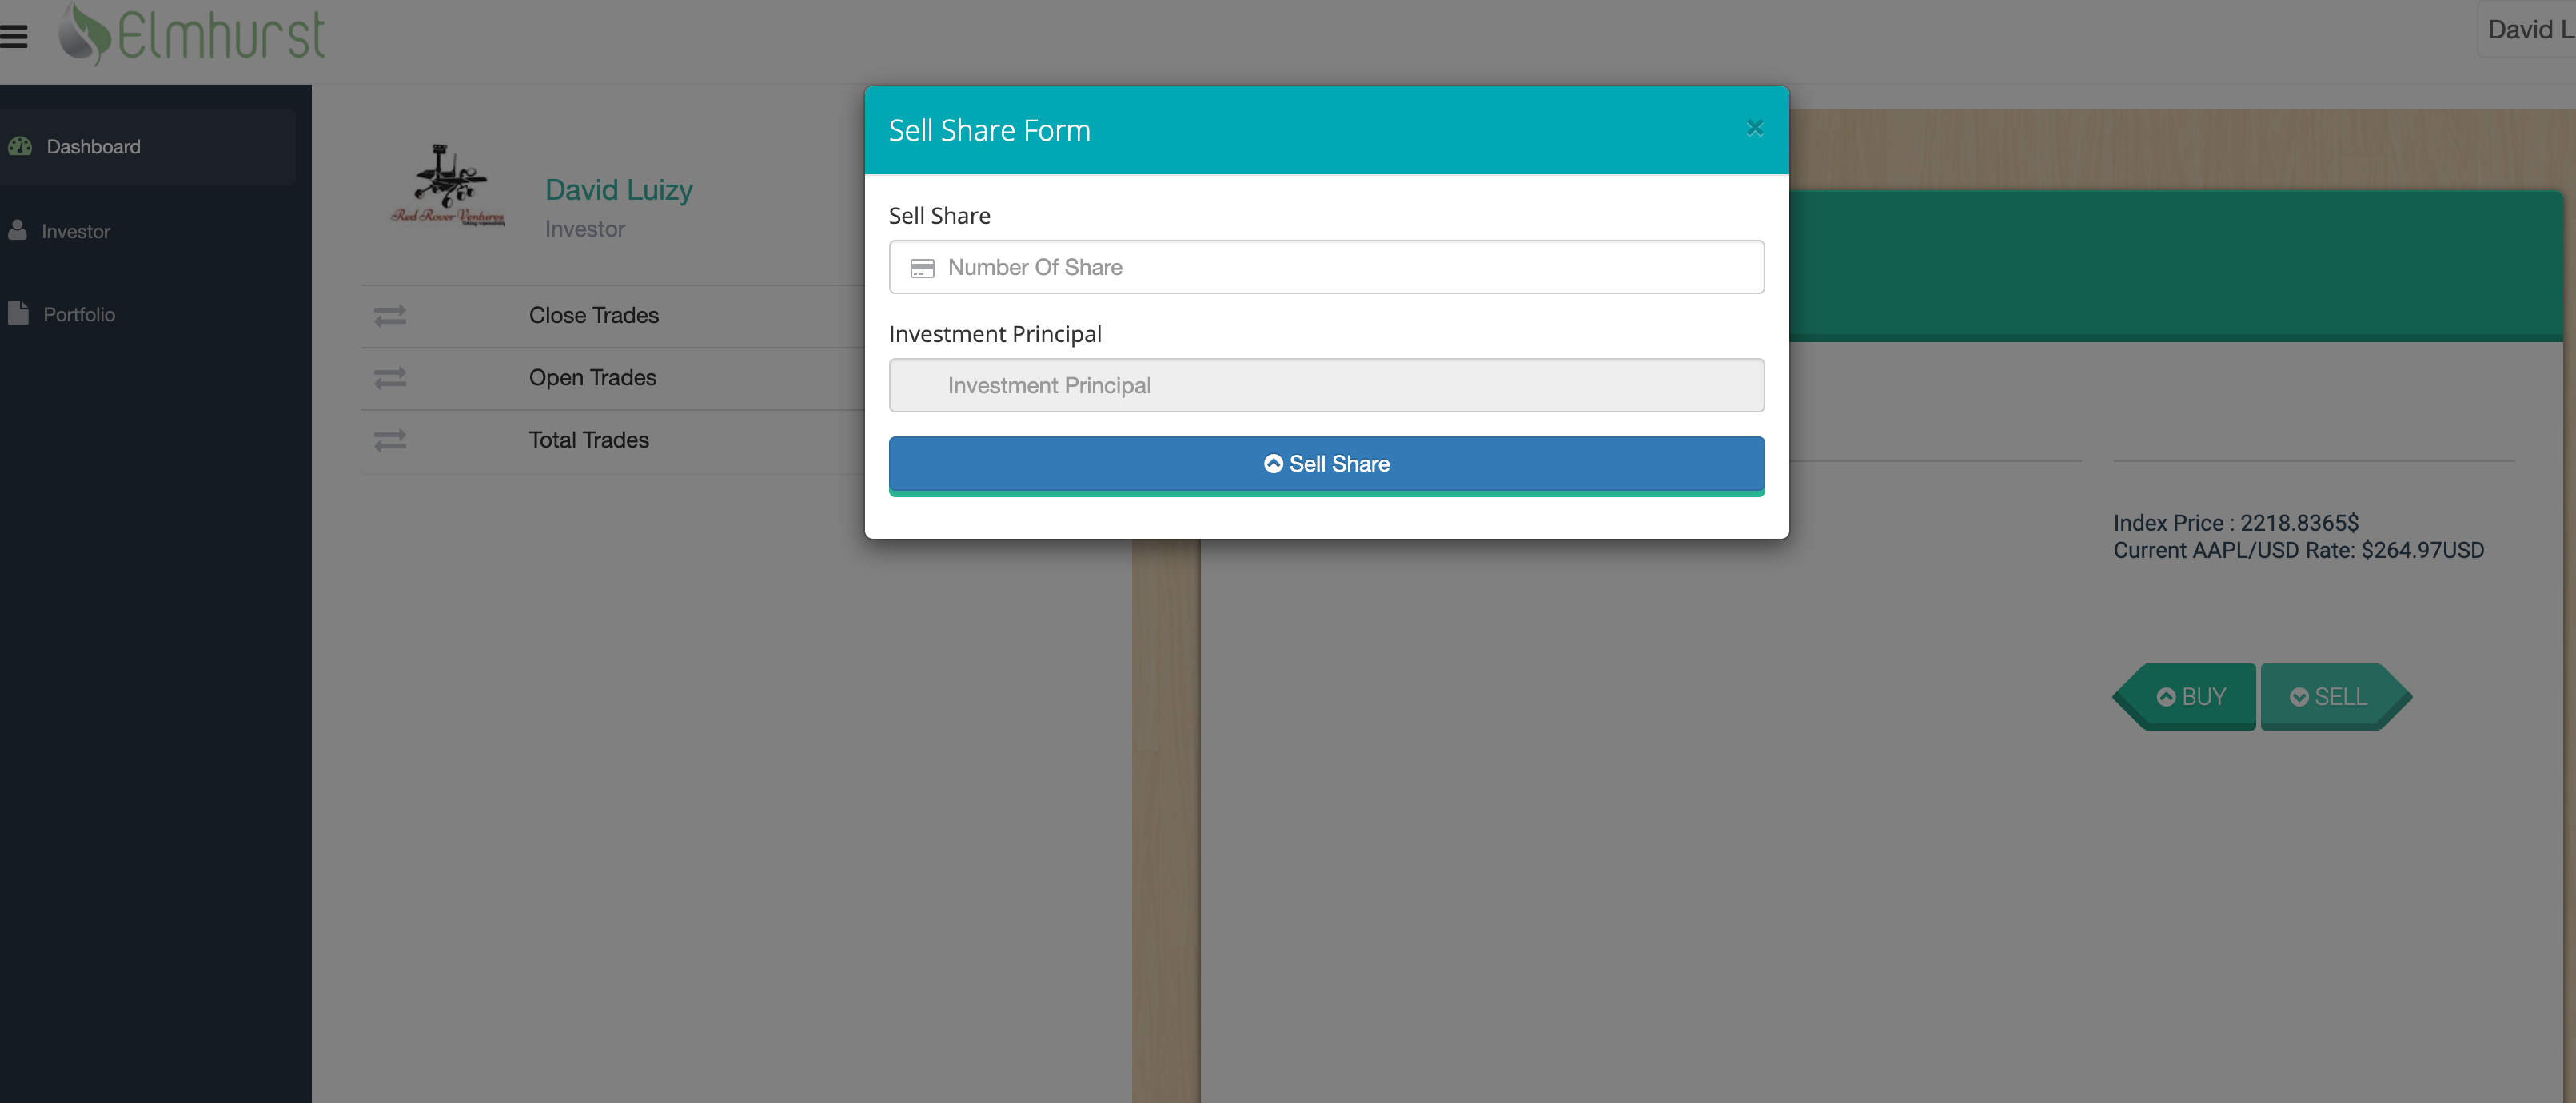 Elmhurst
David L
Dashboard
Investor
Portfolio
Red Rover Ventures
David Luizy
Investor
Close Trades
Open Trades
Total Trades
Sell Share Form
×
Sell Share
Number Of Share
Investment Principal
Investment Principal
Sell Share
Index Price : 2218.8365$
Current AAPL/USD Rate: $264.97USD
BUY
SELL